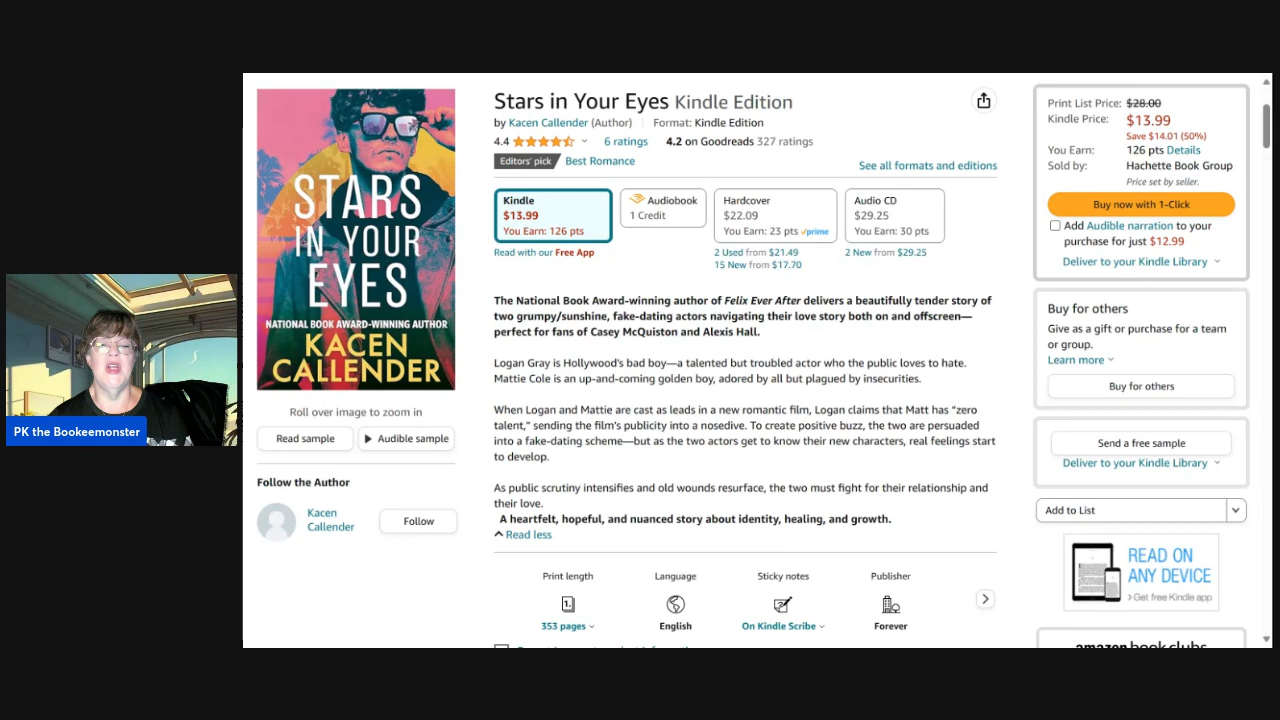 Stars in Your Eyes Kindle Edition
by Kacen Callender (Author) Format: Kindle Edition
4.4 6 ratings 4.2 on Goodreads 327 ratings
Editors' pick Best Romance
See all formats and editions
Kindle
$13.99
You Earn: 126 pts
Read with our Free App
Audiobook
1 Credit
Hardcover
$22.09
You Earn: 23 pts prime
2 Used from $21.49
15 New from $17.70
Audio CD
$29.25
You Earn: 30 pts
2 New from $29.25
The National Book Award-winning author of Felix Ever After delivers a beautifully tender story of
two grumpy/sunshine, fake-dating actors navigating their love story both on and offscreen—
perfect for fans of Casey McQuiston and Alexis Hall.
Logan Gray is Hollywood's bad boy—a talented but troubled actor who the public loves to hate.
Mattie Cole is an up-and-coming golden boy, adored by all but plagued by insecurities.
When Logan and Mattie are cast as leads in a new romantic film, Logan claims that Matt has "zero
talent," sending the film's publicity into a nosedive. To create positive buzz, the two are persuaded
into a fake-dating scheme—but as the two actors get to know their new characters, real feelings start
to develop.
As public scrutiny intensifies and old wounds resurface, the two must fight for their relationship and
their love.
A heartfelt, hopeful, and nuanced story about identity, healing, and growth.
Read less
Print length
353 pages
Language
English
Sticky notes
On Kindle Scribe
Publisher
Forever
STARS
IN YOUR
EYES
NATIONAL BOOK AWARD-WINNING AUTHOR
KACEN
CALLENDER
Roll over image to zoom in
Read sample
Audible sample
Follow the Author
Kacen
Callender
Follow
Print List Price: $28.00
Kindle Price: $13.99
Save $14.01 (50%)
You Earn: 126 pts Details
Sold by: Hachette Book Group
Price set by seller.
Buy now with 1-Click
Add Audible narration to your
purchase for just $12.99
Deliver to your Kindle Library
Buy for others
Give as a gift or purchase for a team
or group.
Learn more
Buy for others
Send a free sample
Deliver to your Kindle Library
Add to List
READ ON
ANY DEVICE
› Get free Kindle app
amazon book clubs
PK the Bookeemonster